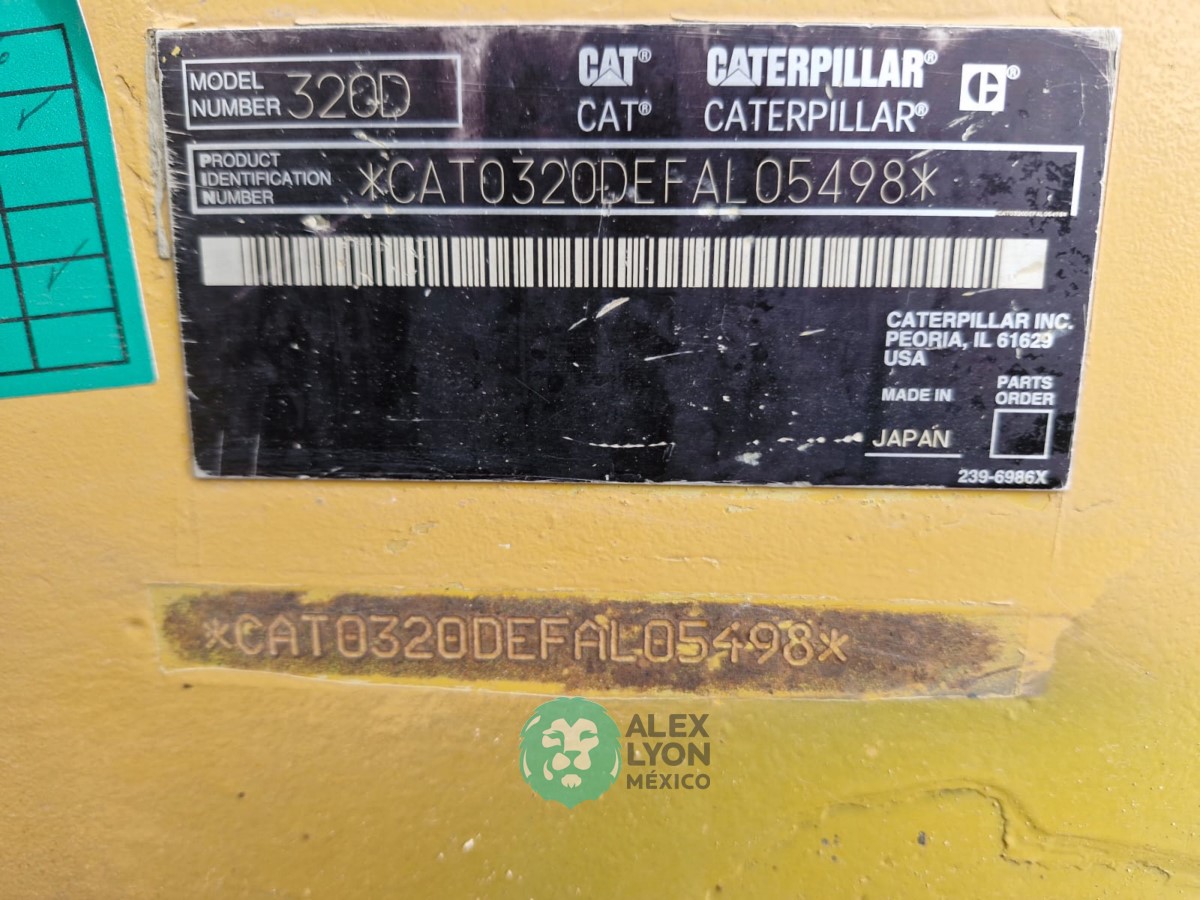 MODEL NUMBER 320D
CAT® CATERPILLAR® ®
CAT® CATERPILLAR®
PRODUCT IDENTIFICATION NUMBER *CAT0320DEFAL05498*
*CAT0320DEFAL05498*
CATERPILLAR INC.
PEORIA, IL 61629
USA
MADE IN
JAPAN
PARTS
ORDER
239-6986X
*CAT0320DEFAL05498*
ALEX
LYON
MÉXICO